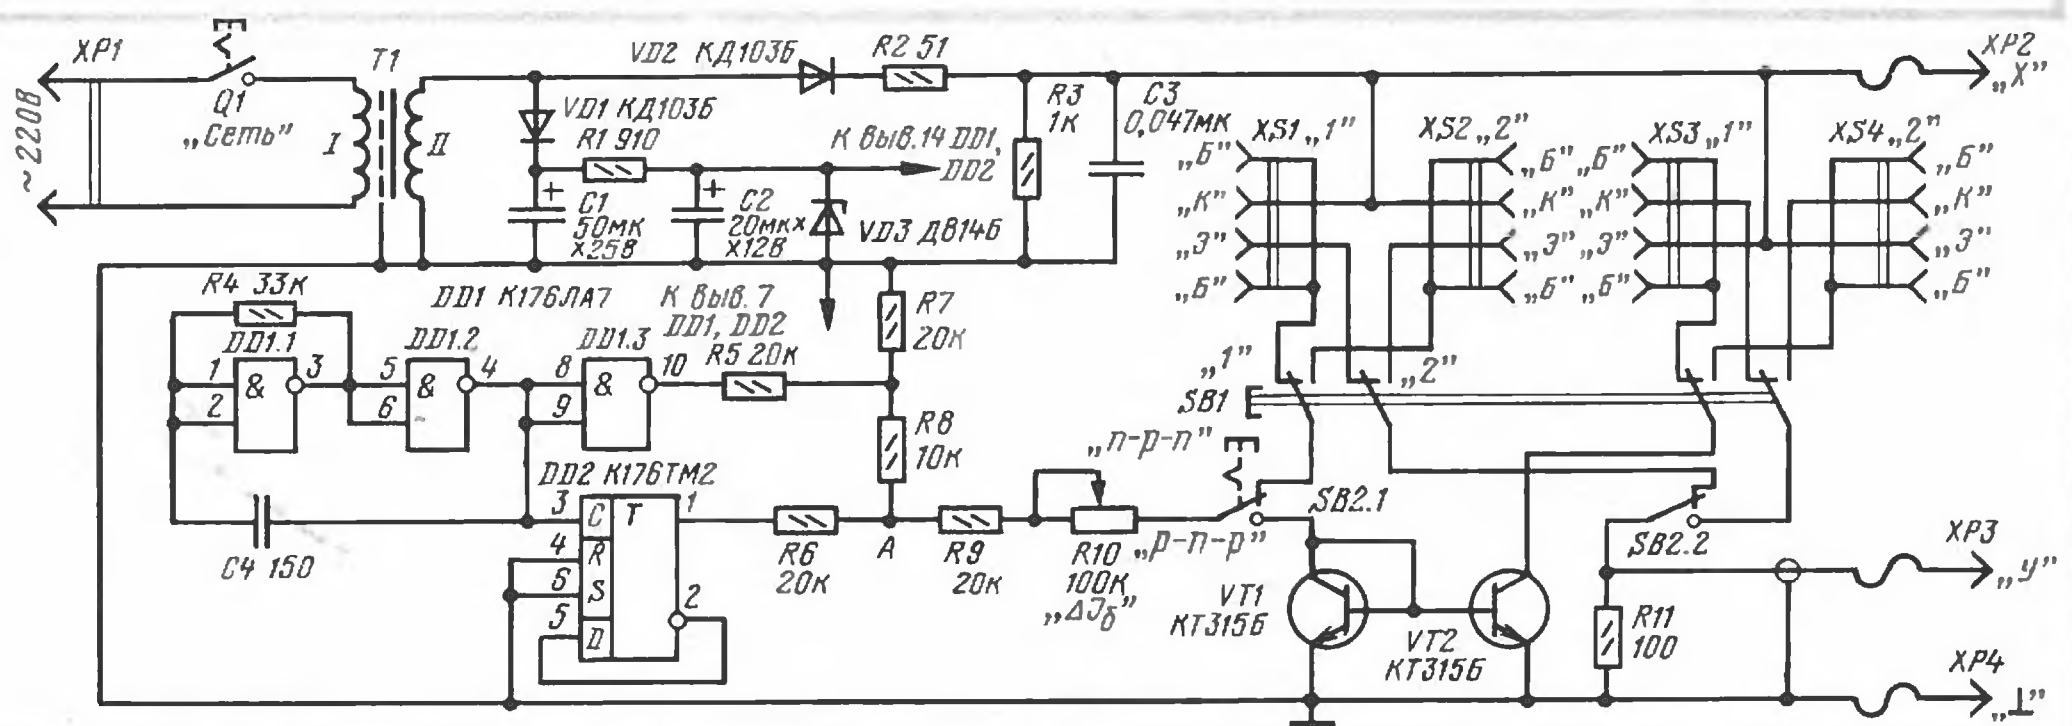 XP1
~220В
Q1
„Сеть”
T1
I
II
VD2 КД103Б
R2 51
VD1 КД103Б
R1 910
C1
50мк
×25В
C2
20мк×
×12В
К выв.14 DD1,
DD2
VD3 Д814Б
R3
1к
C3
0,047мк
XS1 „1”
„Б”
„К”
„Э”
„Б”
XS2 „2”
„Б”
„К”
„Э”
„Б”
XS3 „1”
„Б”
„К”
„Э”
„Б”
XS4 „2”
„Б”
„К”
„Э”
„Б”
XP2
„X”
R4 33к
DD1 К176ЛА7
К выв. 7
DD1, DD2
DD1.1
1
2
&
3
DD1.2
5
6
&
4
DD1.3
8
9
&
10
R5 20к
R7
20к
R8
10к
C4 150
DD2 К176ТМ2
3
4
6
5
C
R
S
D
T
1
2
R6
20к
A
R9
20к
R10
100к
„ΔIб”
„n-p-n”
„p-n-p”
SB1
„1”
„2”
SB2.1
SB2.2
VT1
КТ315Б
VT2
КТ315Б
R11
100
XP3
„У”
XP4
„⊥”